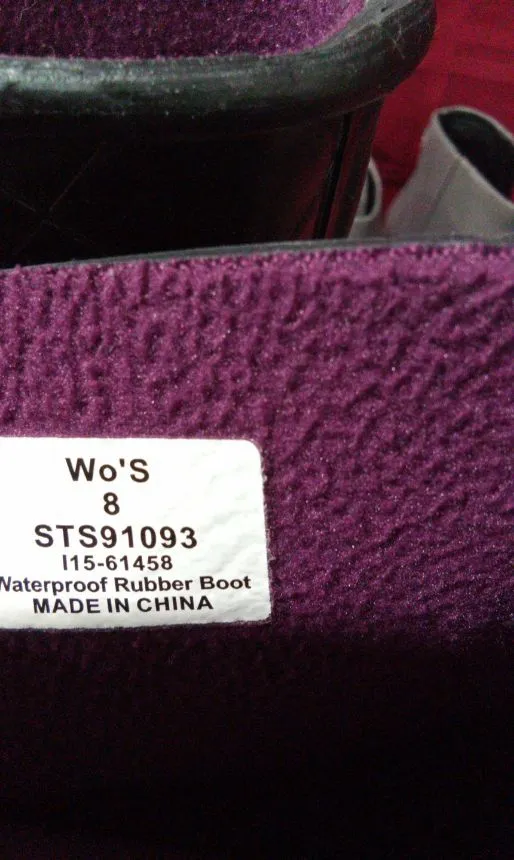 Wo'S
8
STS91093
I15-61458
Waterproof Rubber Boot
MADE IN CHINA